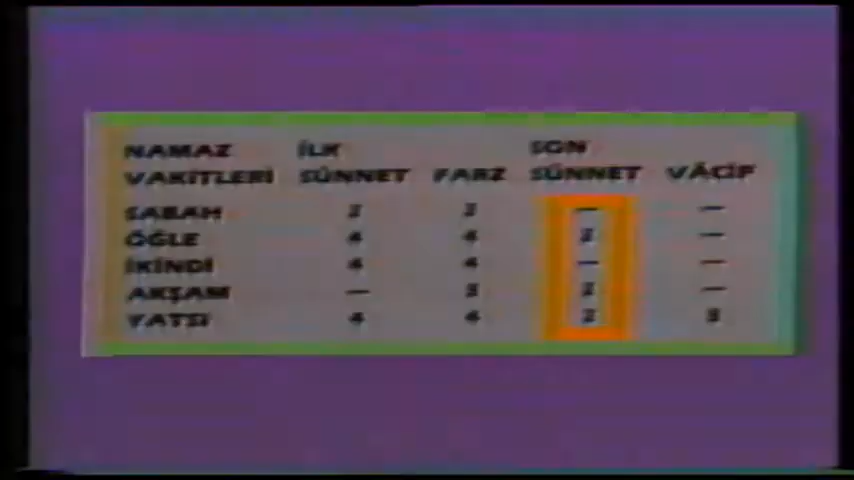 NAMAZ İLK SON
VAKİTLERİ SÜNNET FARZ SÜNNET VÂCİP
SABAH 2 2 — —
ÖĞLE 4 4 2 —
İKİNDİ 4 4 — —
AKŞAM — 3 2 —
YATSI 4 4 2 3